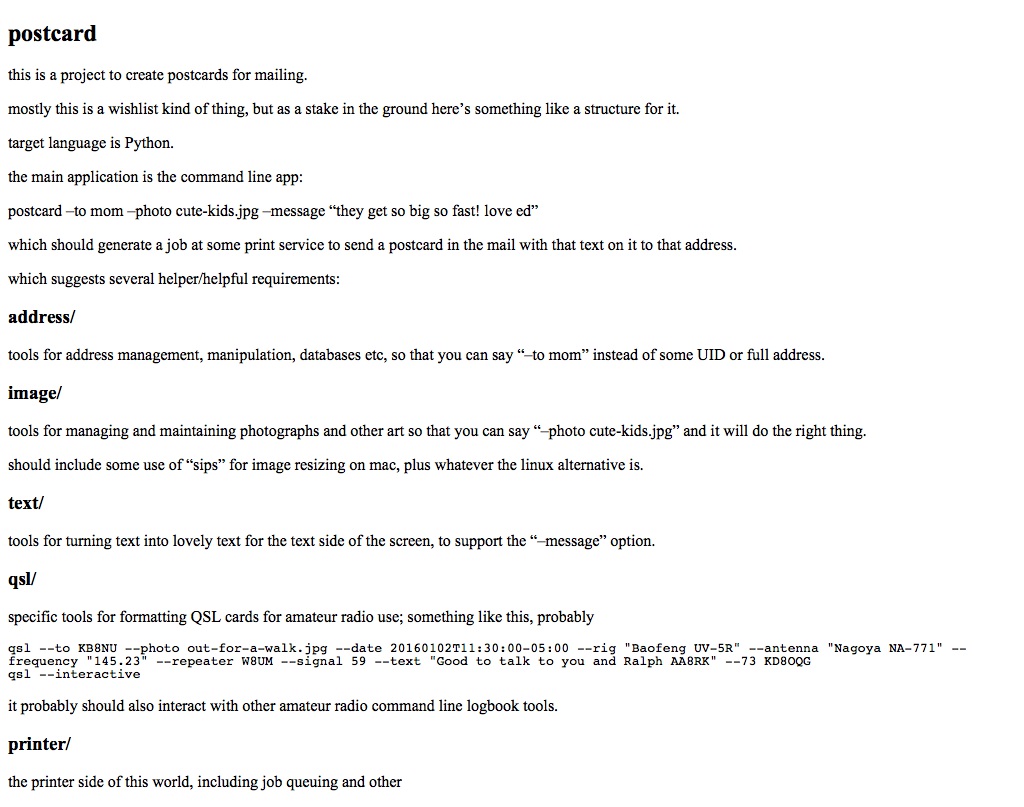 postcard
this is a project to create postcards for mailing.
mostly this is a wishlist kind of thing, but as a stake in the ground here’s something like a structure for it.
target language is Python.
the main application is the command line app:
postcard –to mom –photo cute-kids.jpg –message “they get so big so fast! love ed”
which should generate a job at some print service to send a postcard in the mail with that text on it to that address.
which suggests several helper/helpful requirements:
address/
tools for address management, manipulation, databases etc, so that you can say “–to mom” instead of some UID or full address.
image/
tools for managing and maintaining photographs and other art so that you can say “–photo cute-kids.jpg” and it will do the right thing.
should include some use of “sips” for image resizing on mac, plus whatever the linux alternative is.
text/
tools for turning text into lovely text for the text side of the screen, to support the “–message” option.
qsl/
specific tools for formatting QSL cards for amateur radio use; something like this, probably
qsl --to KB8NU --photo out-for-a-walk.jpg --date 20160102T11:30:00-05:00 --rig "Baofeng UV-5R" --antenna "Nagoya NA-771" --
frequency "145.23" --repeater W8UM --signal 59 --text "Good to talk to you and Ralph AA8RK" --73 KD8OQG
qsl --interactive
it probably should also interact with other amateur radio command line logbook tools.
printer/
the printer side of this world, including job queuing and other